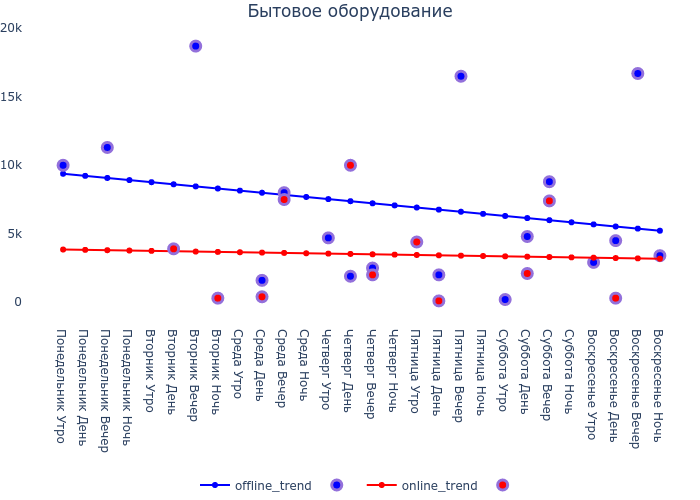 Бытовое оборудование
20k
15k
10k
5k
0
Понедельник Утро
Понедельник День
Понедельник Вечер
Понедельник Ночь
Вторник Утро
Вторник День
Вторник Вечер
Вторник Ночь
Среда Утро
Среда День
Среда Вечер
Среда Ночь
Четверг Утро
Четверг День
Четверг Вечер
Четверг Ночь
Пятница Утро
Пятница День
Пятница Вечер
Пятница Ночь
Суббота Утро
Суббота День
Суббота Вечер
Суббота Ночь
Воскресенье Утро
Воскресенье День
Воскресенье Вечер
Воскресенье Ночь
offline_trend
online_trend